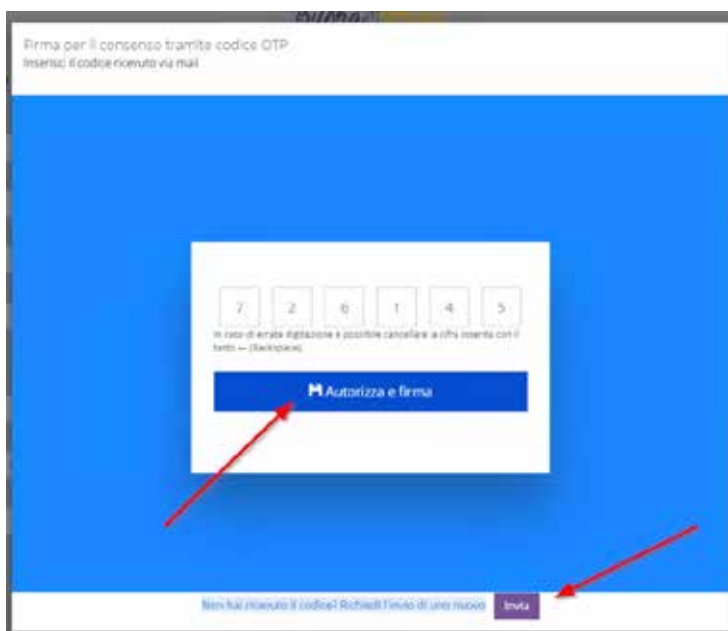 Firma per il consenso tramite codice OTP
Inserisci il codice ricevuto via mail
7 2 6 1 4 5
In caso di errata digitazione è possibile cancellare la cifra inserita con il
tasto ← (Backspace)
Autorizza e firma
Non hai ricevuto il codice? Richiedi l'invio di uno nuovo Invia